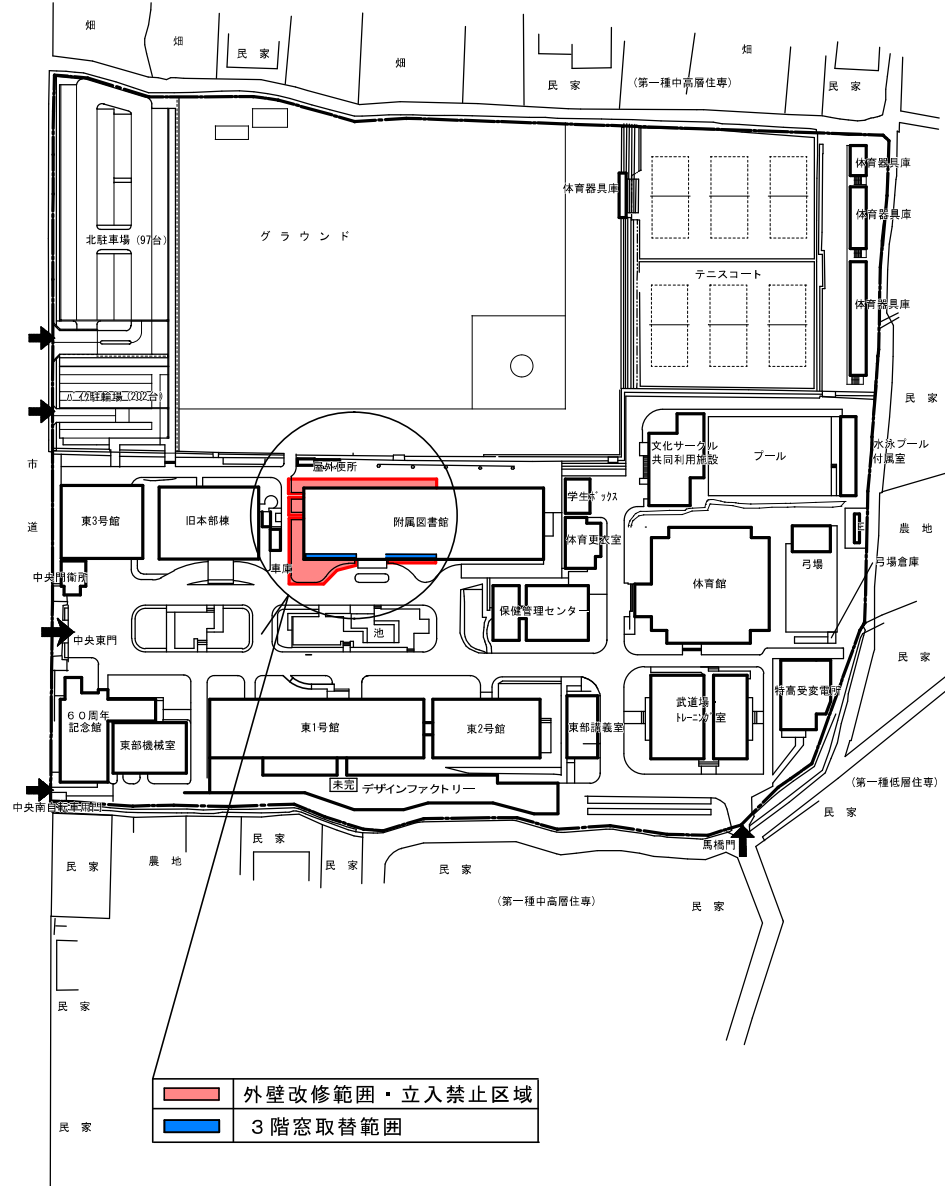 畑
畑
民 家
畑
民 家
(第一種中高層住専)
畑
民 家
体育器具庫
体育器具庫
体育器具庫
体育器具庫
グ ラ ウ ン ド
北駐車場(97台)
テニスコート
バイク駐輪場(202台)
民 家
市
道
屋外便所
学生ボックス
文化サークル
共同利用施設
プール
水泳プール
付属室
東3号館
旧本部棟
附属図書館
車庫
体育更衣室
体育館
弓場
弓場倉庫
農 地
中央門衛所
保健管理センター
池
中央東門
民 家
60周年
記念館
東部機械室
東1号館
東2号館
東部講義室
武道場・
トレーニング室
特高受変電所
未完
デザインファクトリー
(第一種低層住専)
民 家
馬橋門
民 家
農 地
民 家
民 家
民 家
(第一種中高層住専)
民 家
民 家
民 家
外壁改修範囲・立入禁止区域
3階窓取替範囲